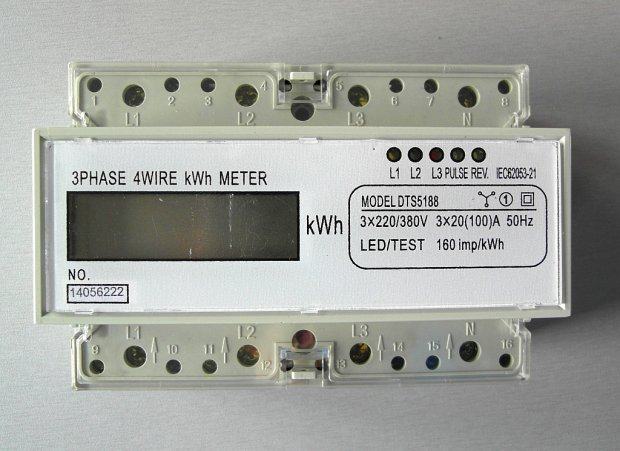 1 2 3 4 5 6 7 8
L1 L2 L3 N
L1 L2 L3 PULSE REV. IEC62053-21
3PHASE 4WIRE kWh METER
MODEL DTS5188 1
3×220/380V 3×20(100)A 50Hz
kWh
LED/TEST 160 imp/kWh
NO.
14056222
L1 L2 L3 N
9 10 11 12 13 14 15 16